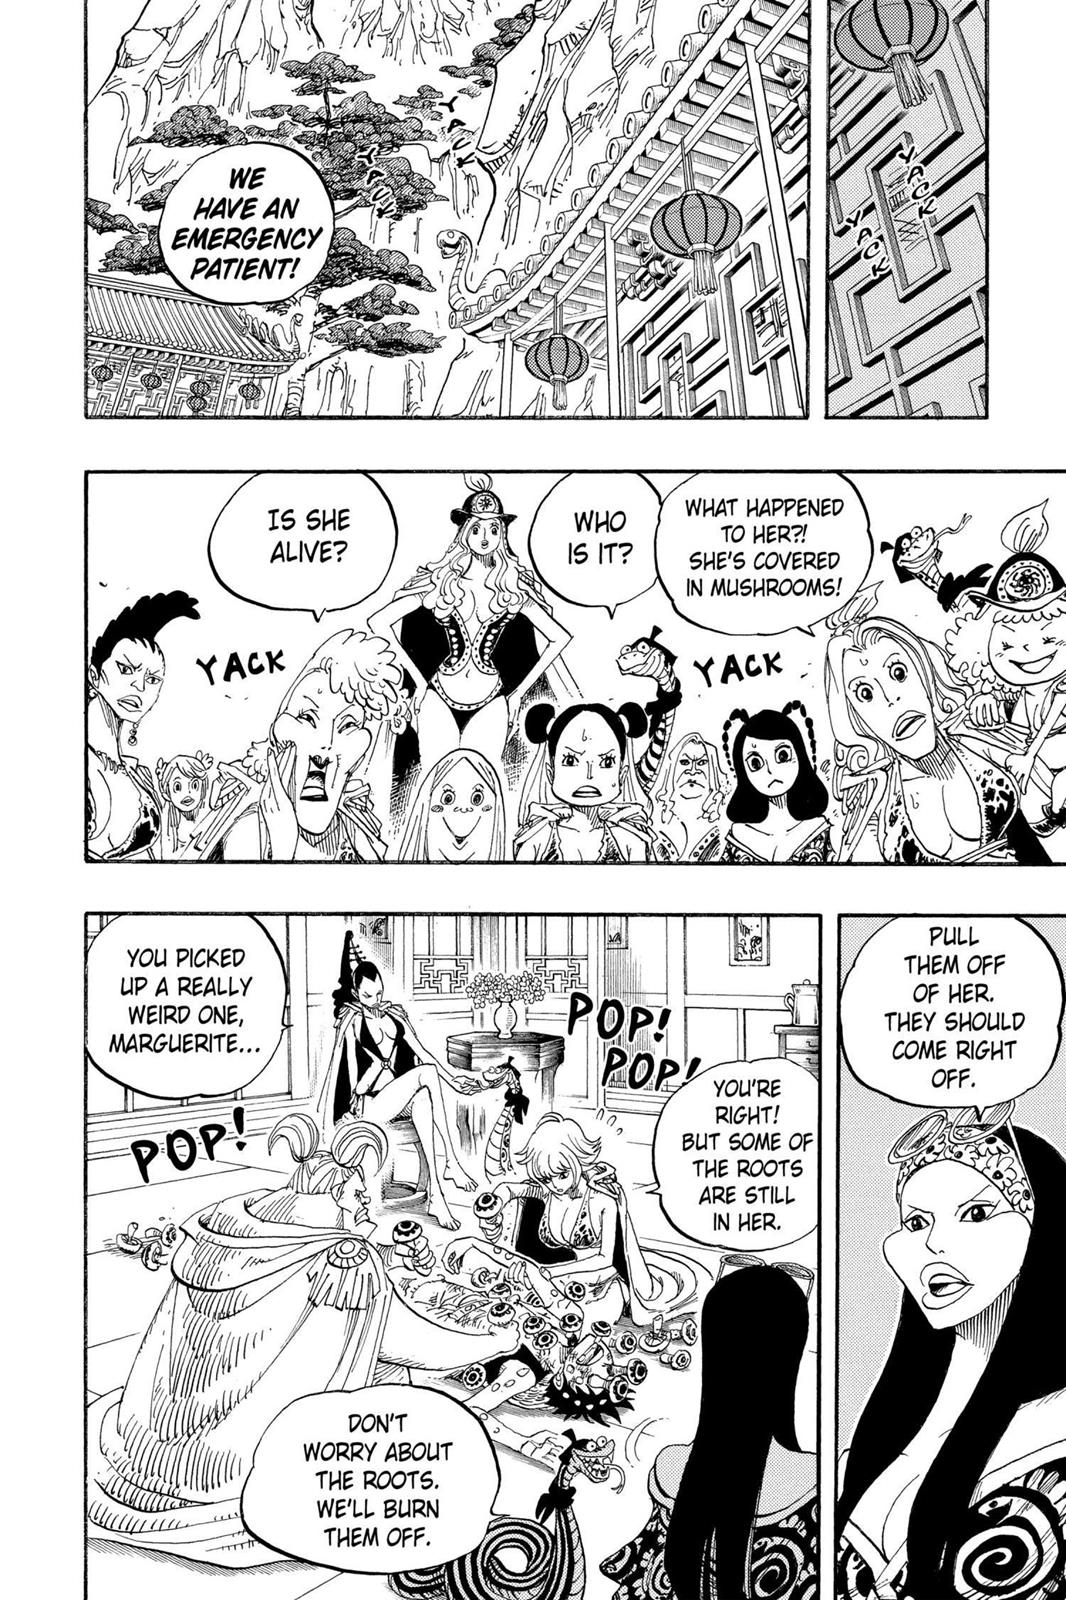 YACK
YACK
YACK
YACK
WE
HAVE AN
EMERGENCY
PATIENT!
WHAT HAPPENED
TO HER?!
SHE'S COVERED
IN MUSHROOMS!
WHO
IS IT?
IS SHE
ALIVE?
YACK
YACK
PULL
THEM OFF
OF HER.
THEY SHOULD
COME RIGHT
OFF.
YOU PICKED
UP A REALLY
WEIRD ONE,
MARGUERITE...
POP!
POP!
POP!
YOU'RE
RIGHT!
BUT SOME OF
THE ROOTS
ARE STILL
IN HER.
DON'T
WORRY ABOUT
THE ROOTS.
WE'LL BURN
THEM OFF.